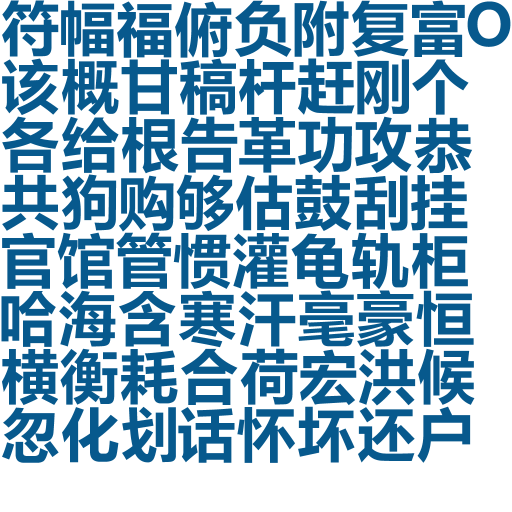 符幅福俯负附复富O
该概甘稿杆赶刚个
各给根告革功攻恭
共狗购够估鼓刮挂
官馆管惯灌龟轨柜
哈海含寒汗毫豪恒
横衡耗合荷宏洪候
忽化划话怀坏还户